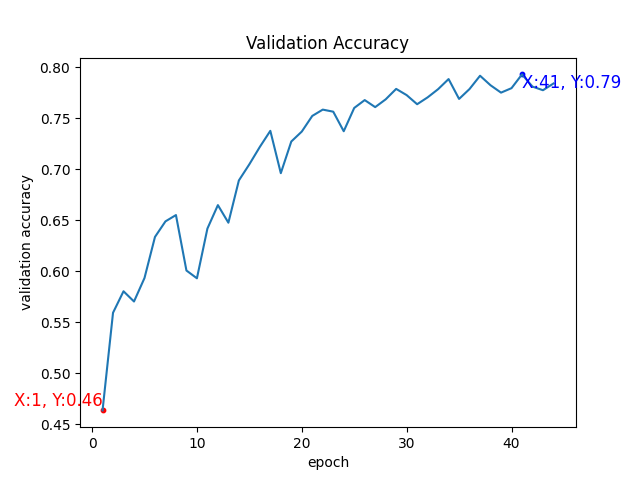 Validation Accuracy
0.80
0.75
0.70
0.65
0.60
0.55
0.50
0.45
validation accuracy
X:41, Y:0.79
X:1, Y:0.46
0
10
20
30
40
epoch